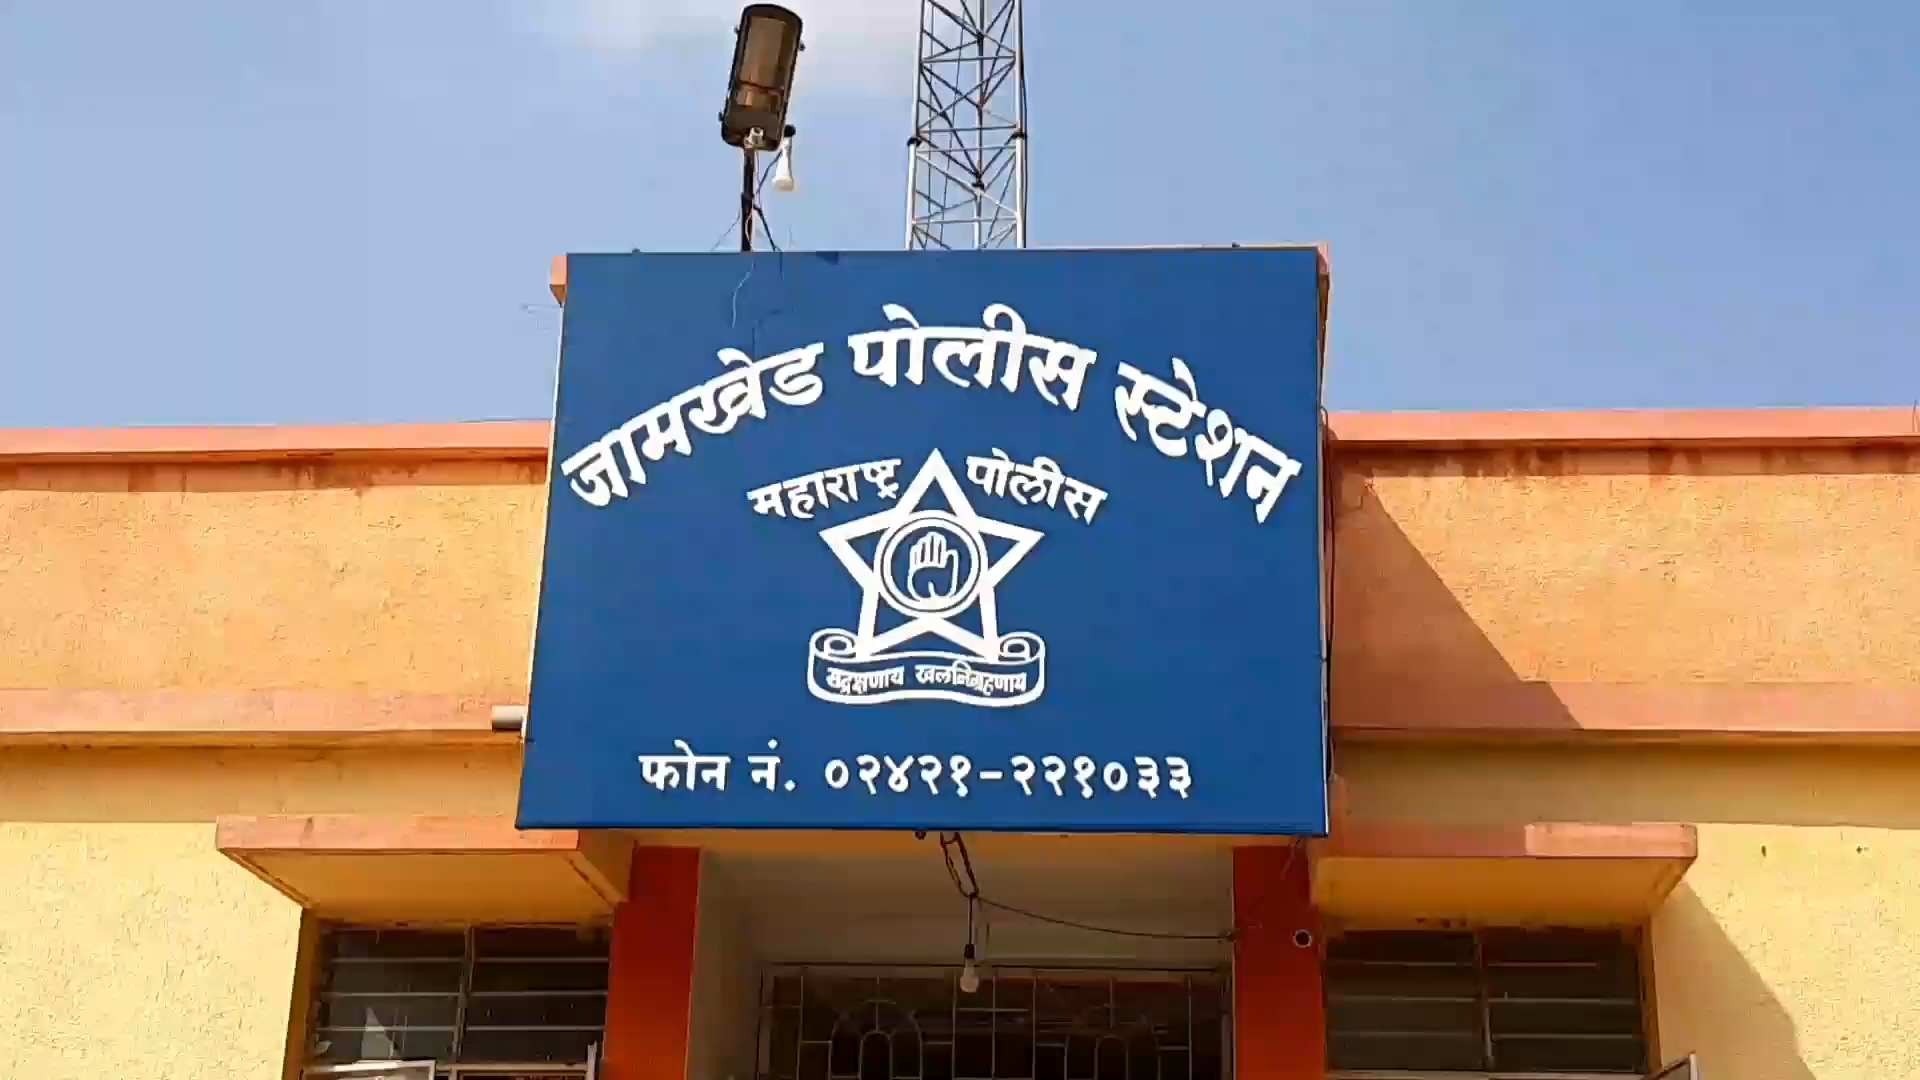 जामखेड पोलीस स्टेशन
महाराष्ट्र पोलीस
सद्रक्षणाय खलनिग्रहणाय
फोन नं. ०२४२१-२२१०३३